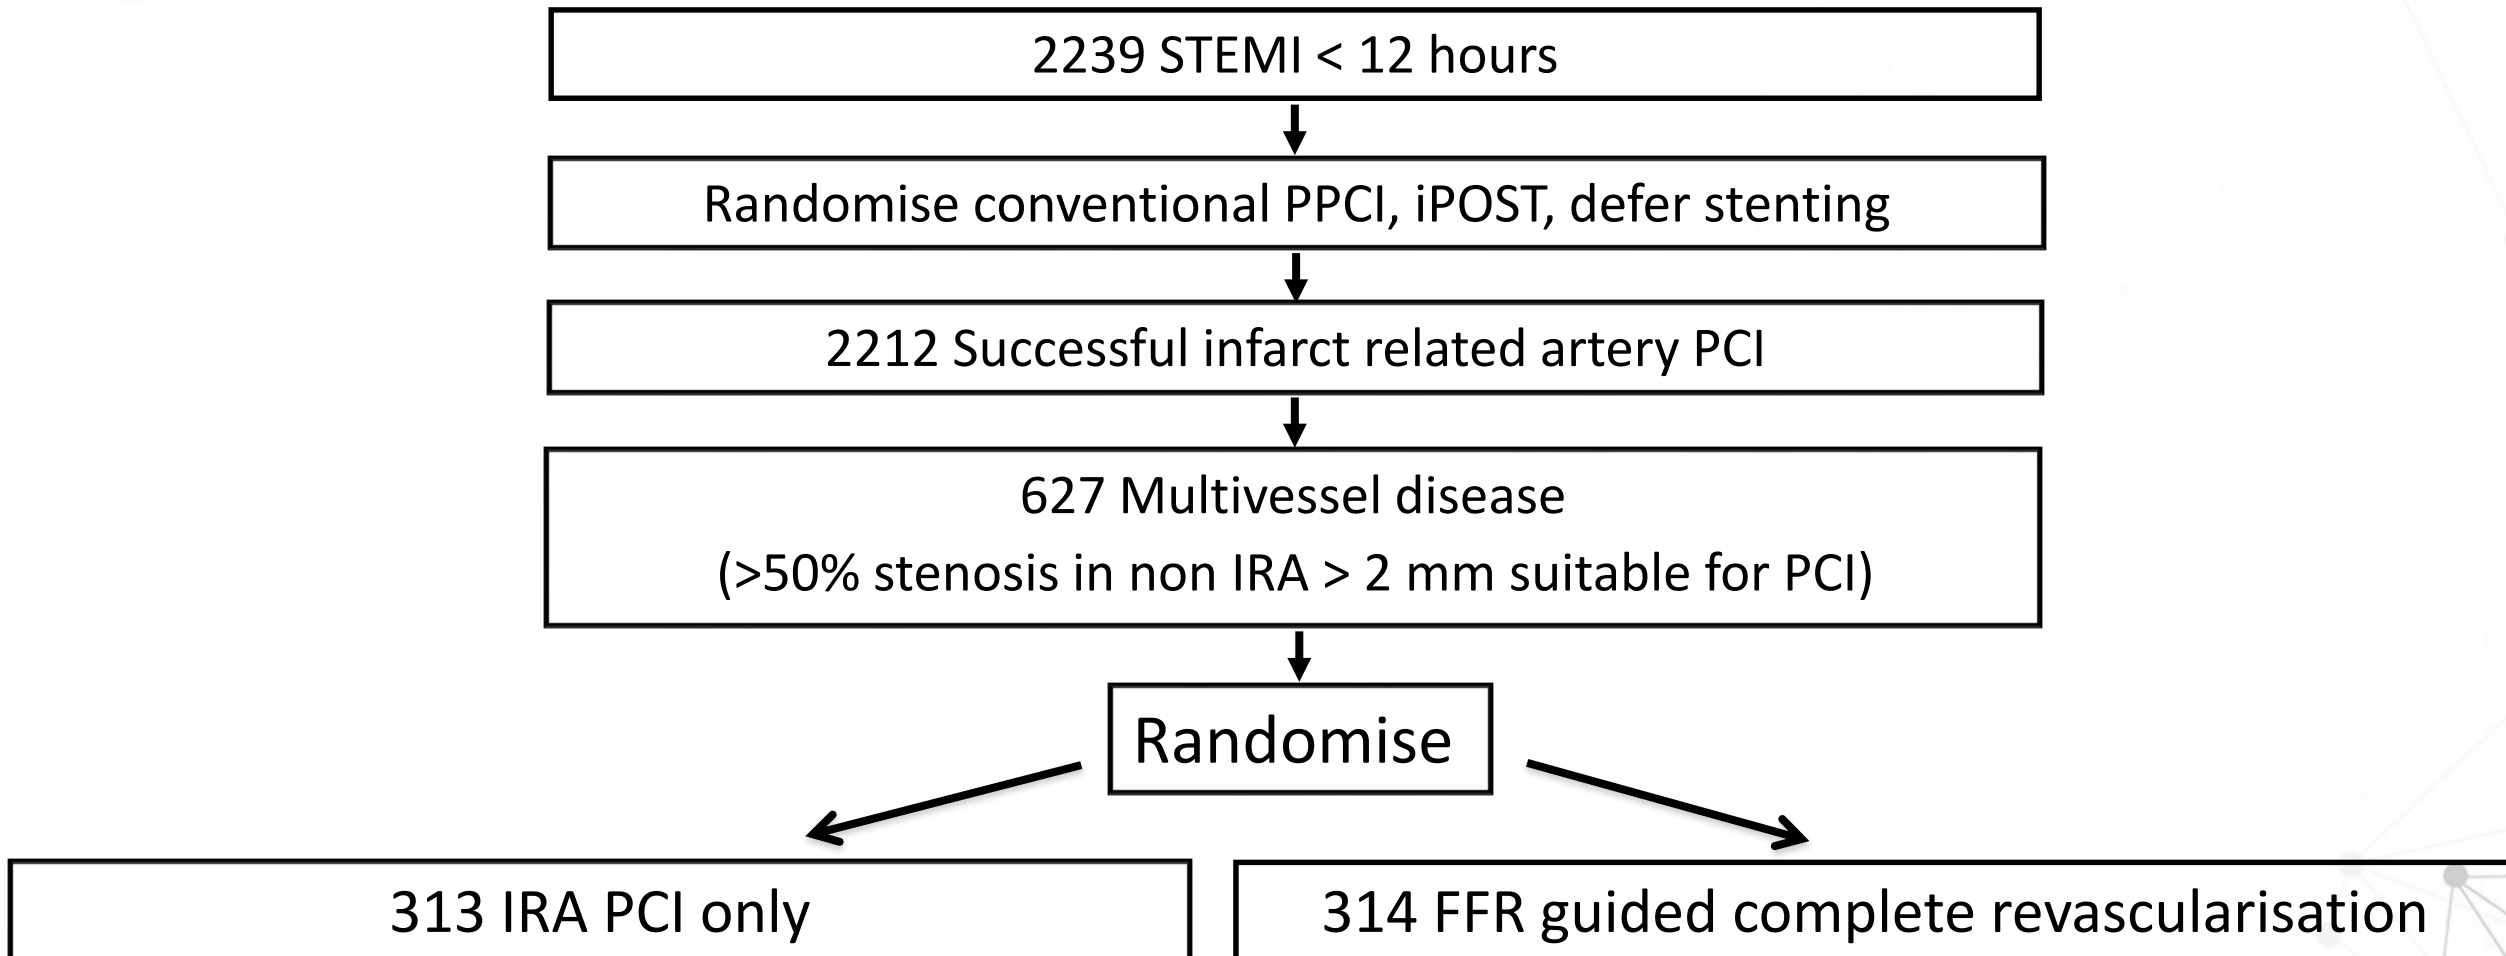 2239 STEMI < 12 hours
Randomise conventional PPCI, iPOST, defer stenting
2212 Successful infarct related artery PCI
627 Multivessel disease
(>50% stenosis in non IRA > 2 mm suitable for PCI)
Randomise
313 IRA PCI only
314 FFR guided complete revascularisation